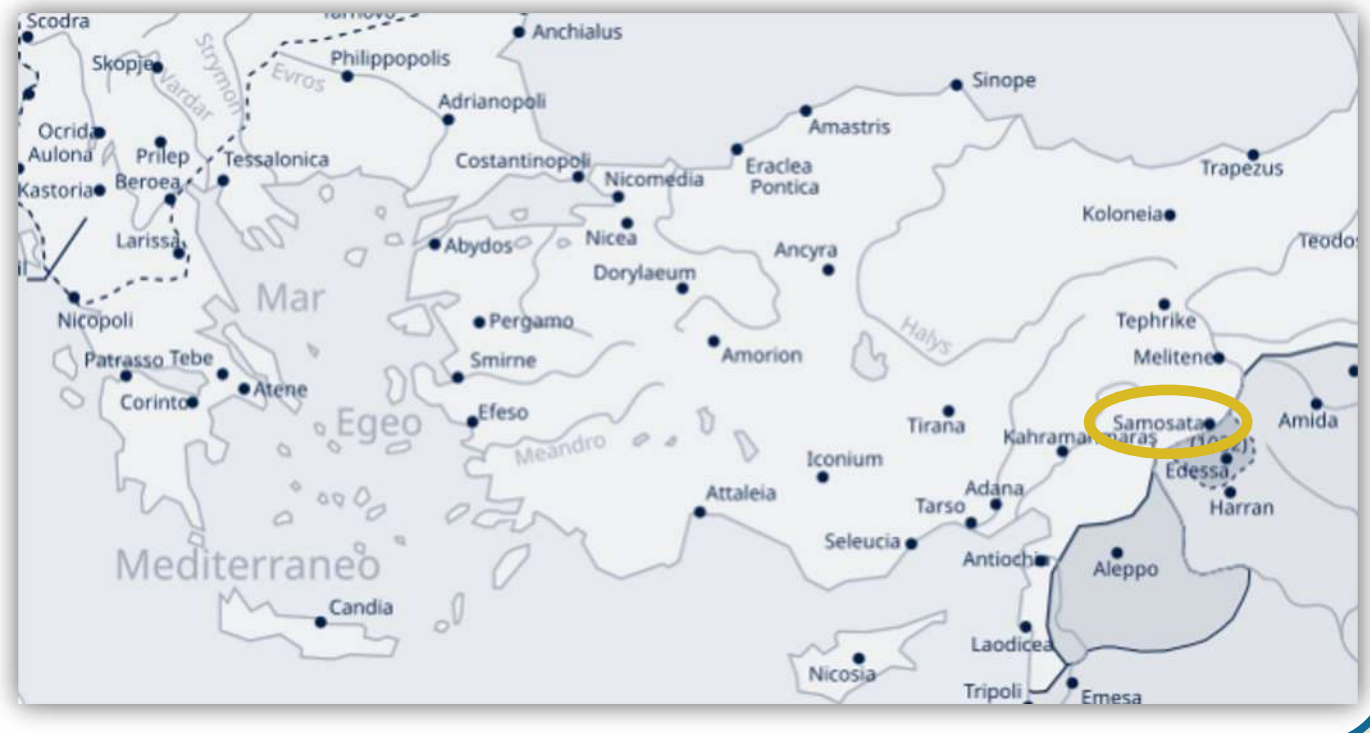 Scodra
Anchialus
Skopje
Strymon
Vardar
Evros
Philippopolis
Adrianopoli
Sinope
Amastris
Ocrida
Aulona
Prilep
Tessalonica
Costantinopoli
Eraclea
Pontica
Trapezus
Kastoria
Beroea
Nicomedia
Koloneia
Larissa
Abydos
Nicea
Ancyra
Dorylaeum
Mar
Nicopoli
Pergamo
Amorion
Halys
Tephrike
Melitene
Patrasso
Tebe
Smirne
Atene
Corinto
Egeo
Efeso
Meandro
Tirana
Samosata
Amida
Kahramanmaraş
Edessa
Iconium
Attaleia
Adana
Tarso
Harran
Seleucia
Antiochia
Aleppo
Mediterraneo
Candia
Laodicea
Nicosia
Tripoli
Emesa